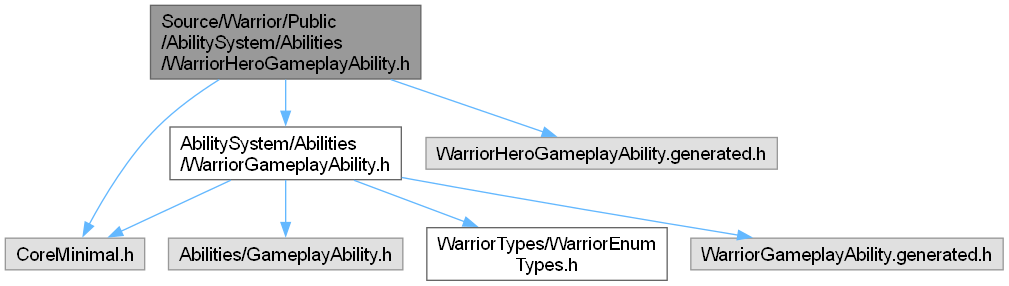 Source/Warrior/Public
/AbilitySystem/Abilities
/WarriorHeroGameplayAbility.h
AbilitySystem/Abilities
/WarriorGameplayAbility.h
WarriorHeroGameplayAbility.generated.h
CoreMinimal.h
Abilities/GameplayAbility.h
WarriorTypes/WarriorEnum
Types.h
WarriorGameplayAbility.generated.h